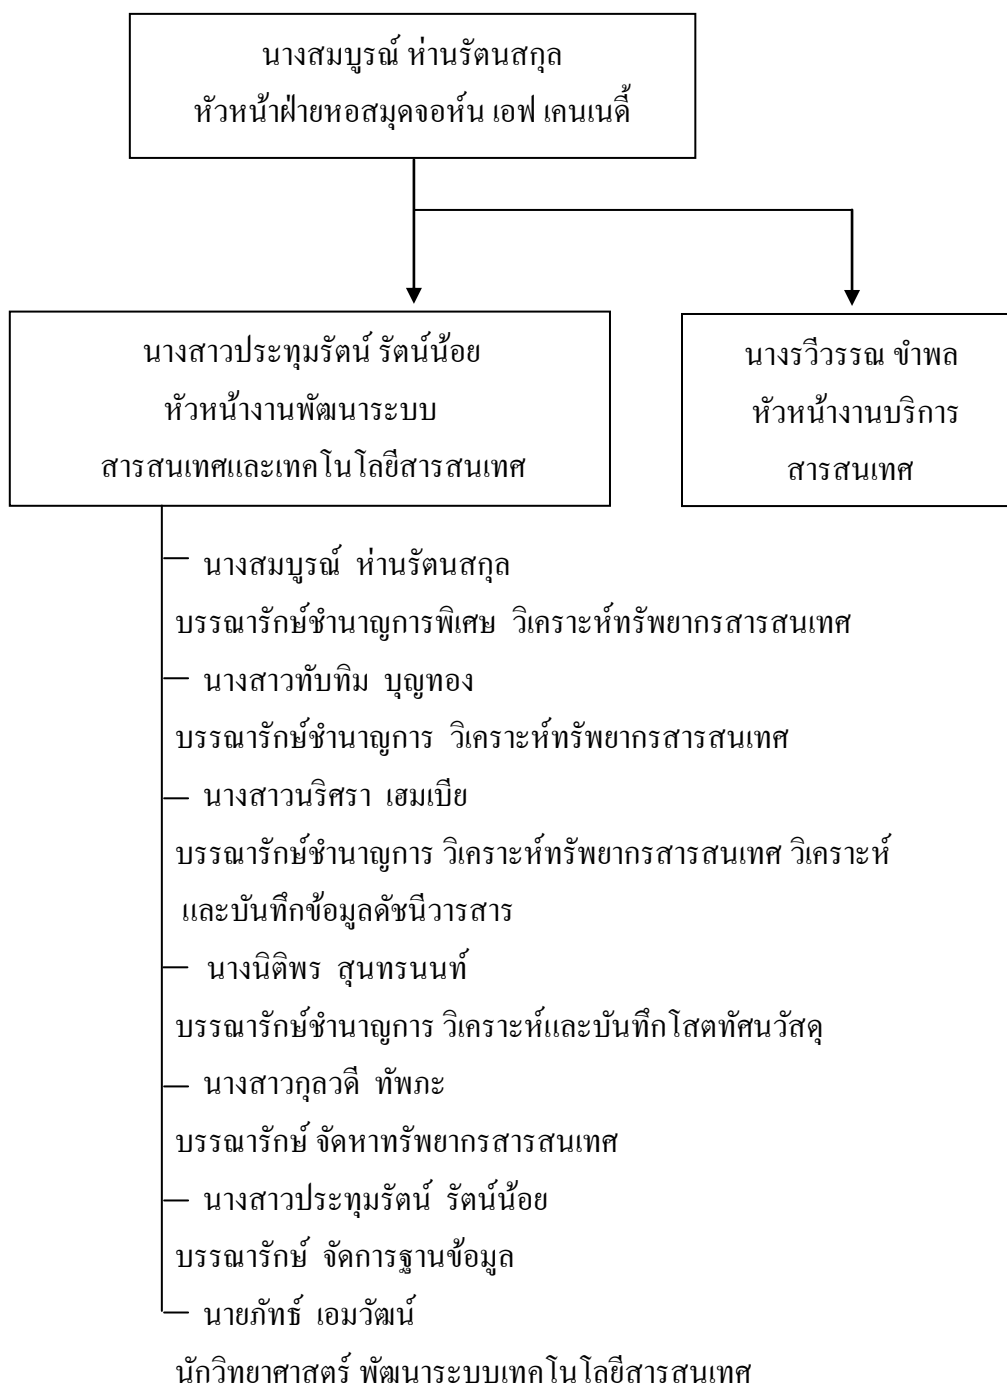 นางสมบูรณ์ ห่านรัตนสกุล
หัวหน้าฝ่ายหอสมุดจอห์น เอฟ เคนเนดี้
นางสาวประทุมรัตน์ รัตน์น้อย
หัวหน้างานพัฒนาระบบ
สารสนเทศและเทคโนโลยีสารสนเทศ
นางรวีวรรณ ขำพล
หัวหน้างานบริการ
สารสนเทศ
นางสมบูรณ์ ห่านรัตนสกุล
บรรณารักษ์ชำนาญการพิเศษ วิเคราะห์ทรัพยากรสารสนเทศ
นางสาวทับทิม บุญทอง
บรรณารักษ์ชำนาญการ วิเคราะห์ทรัพยากรสารสนเทศ
นางสาวนริศรา เฮมเบีย
บรรณารักษ์ชำนาญการ วิเคราะห์ทรัพยากรสารสนเทศ วิเคราะห์
และบันทึกข้อมูลดัชนีวารสาร
นางนิติพร สุนทรนนท์
บรรณารักษ์ชำนาญการ วิเคราะห์และบันทึกโสตทัศนวัสดุ
นางสาวกุลวดี ทัพภะ
บรรณารักษ์ จัดหาทรัพยากรสารสนเทศ
นางสาวประทุมรัตน์ รัตน์น้อย
บรรณารักษ์ จัดการฐานข้อมูล
นายภัทธ์ เอมวัฒน์
นักวิทยาศาสตร์ พัฒนาระบบเทคโนโลยีสารสนเทศ